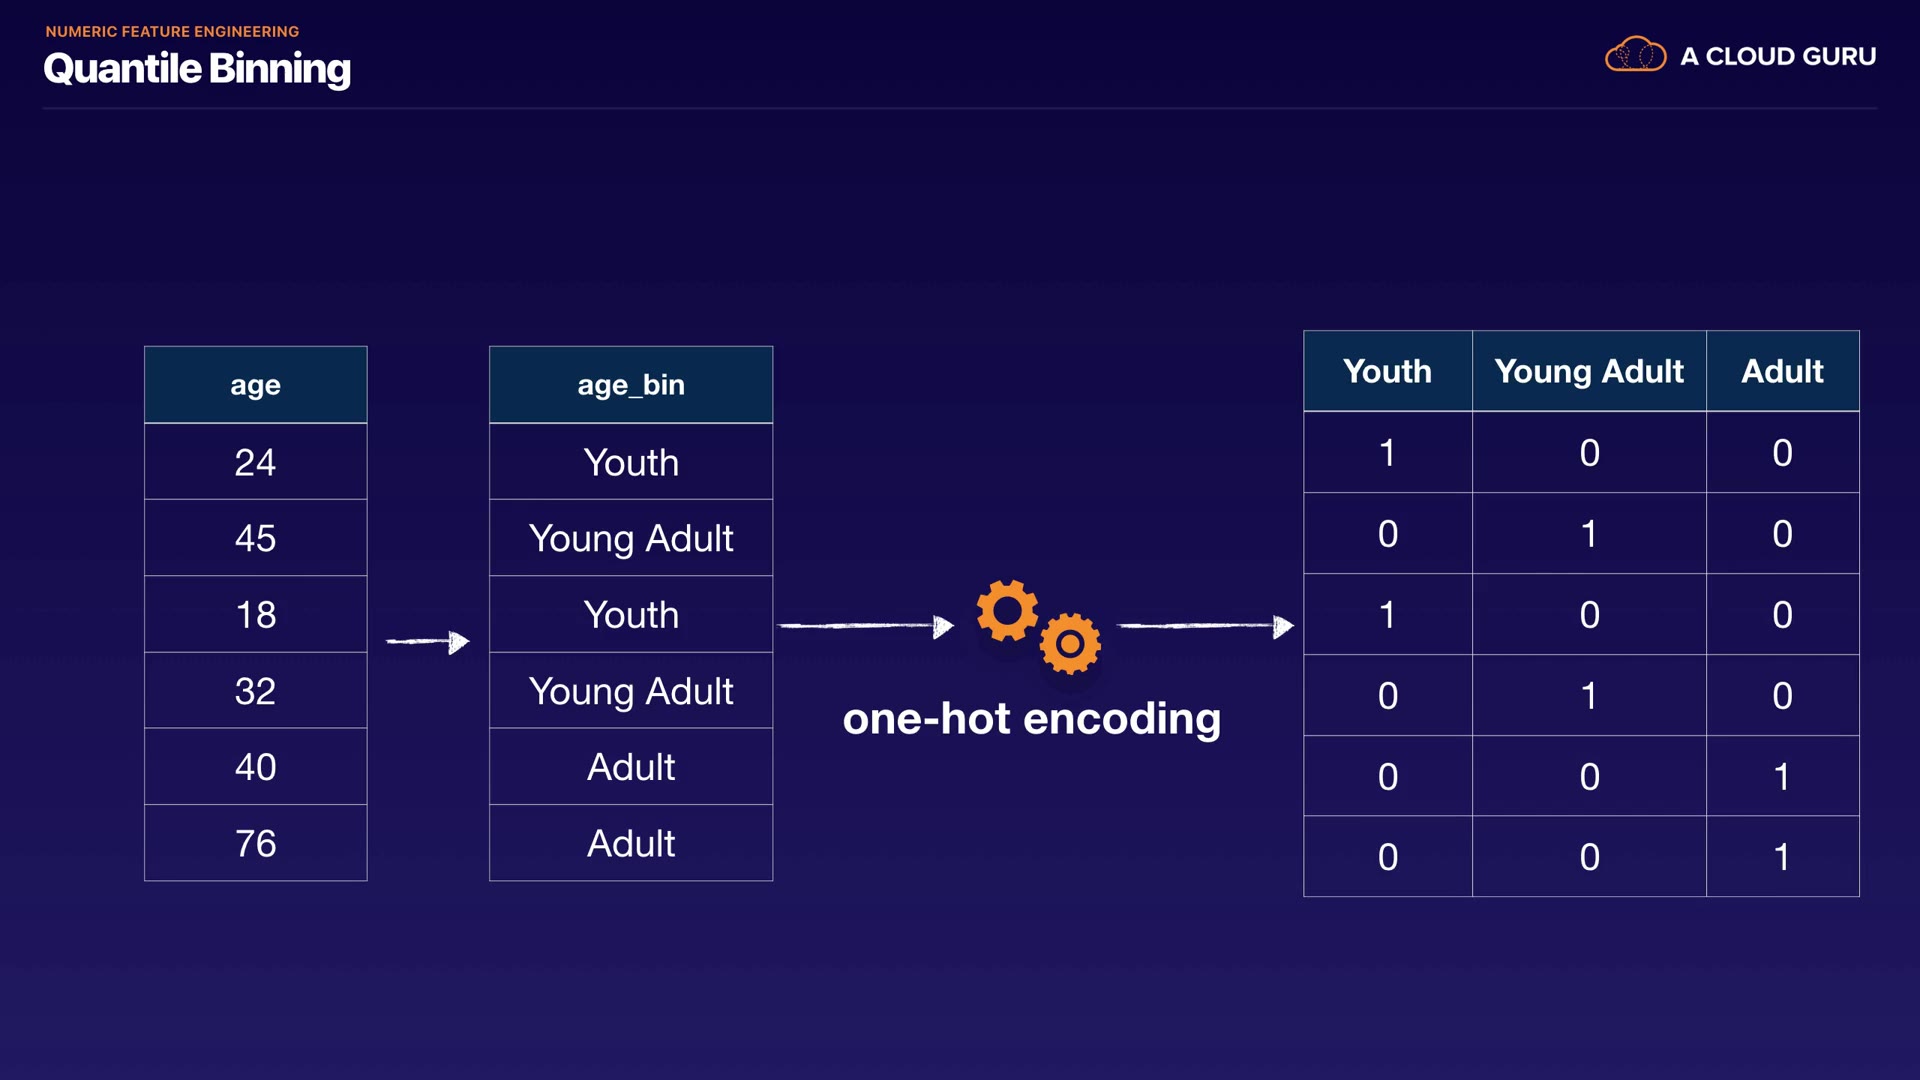 NUMERIC FEATURE ENGINEERING
Quantile Binning
A CLOUD GURU
age
24
45
18
32
40
76
age_bin
Youth
Young Adult
Youth
Young Adult
Adult
Adult
one-hot encoding
Youth Young Adult Adult
1 0 0
0 1 0
1 0 0
0 1 0
0 0 1
0 0 1